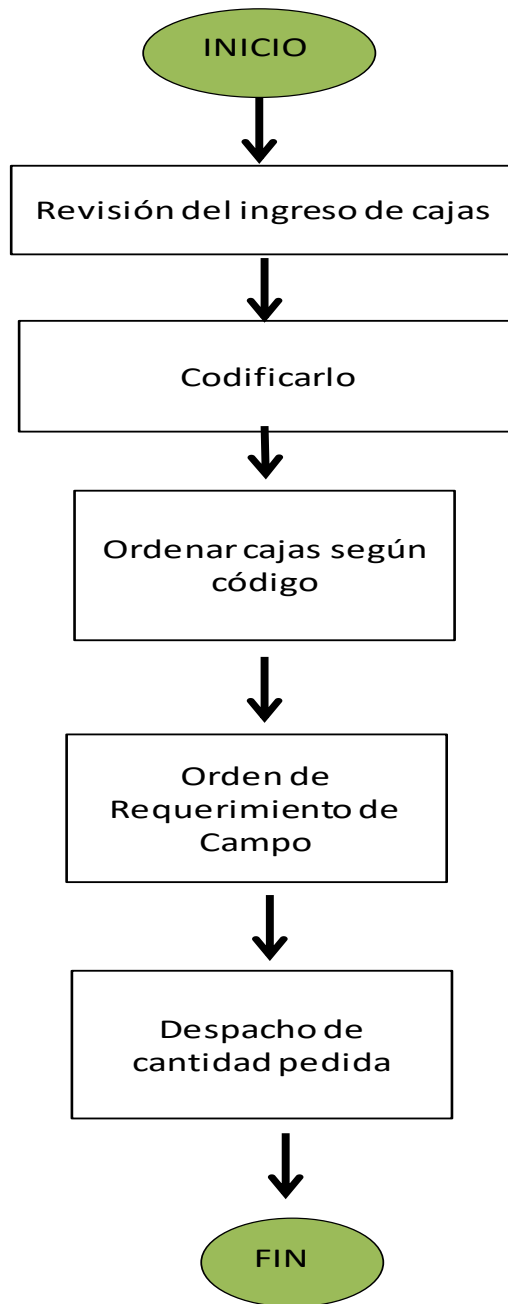 INICIO
Revisión del ingreso de cajas
Codificarlo
Ordenar cajas según
código
Orden de
Requerimiento de
Campo
Despacho de
cantidad pedida
FIN